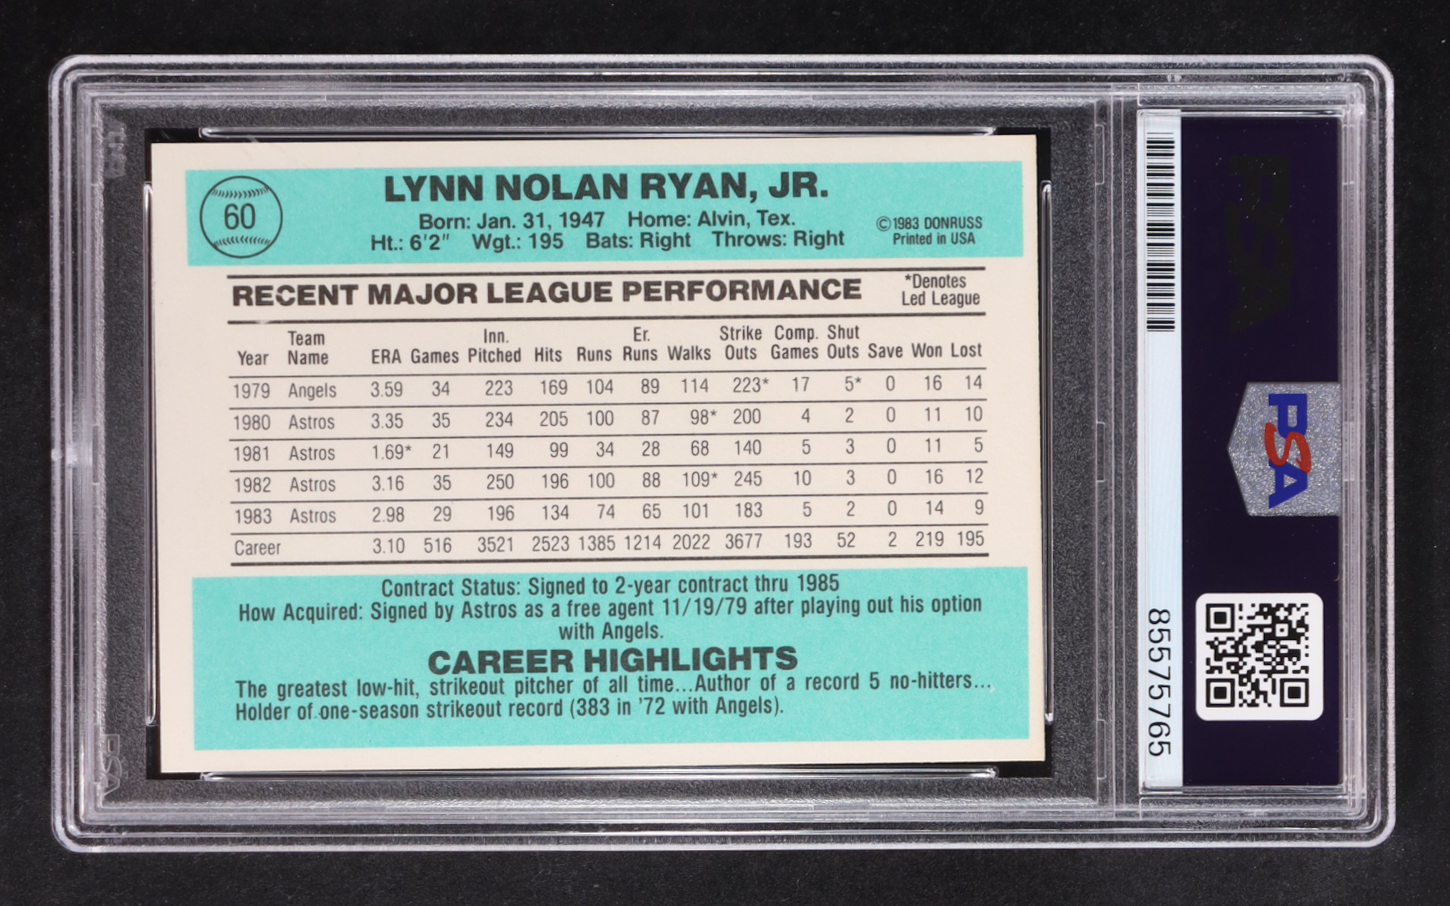 60
LYNN NOLAN RYAN, JR.
Born: Jan. 31, 1947 Home: Alvin, Tex.
Ht.: 6'2" Wgt.: 195 Bats: Right Throws: Right
©1983 DONRUSS
Printed in USA
RECENT MAJOR LEAGUE PERFORMANCE
*Denotes
Led League
Year Team Name ERA Games Inn. Pitched Hits Runs Er. Runs Walks Strike Outs Comp. Games Shut Outs Save Won Lost
1979 Angels 3.59 34 223 169 104 89 114 223* 17 5* 0 16 14
1980 Astros 3.35 35 234 205 100 87 98* 200 4 2 0 11 10
1981 Astros 1.69* 21 149 99 34 28 68 140 5 3 0 11 5
1982 Astros 3.16 35 250 196 100 88 109* 245 10 3 0 16 12
1983 Astros 2.98 29 196 134 74 65 101 183 5 2 0 14 9
Career 3.10 516 3521 2523 1385 1214 2022 3677 193 52 2 219 195
Contract Status: Signed to 2-year contract thru 1985
How Acquired: Signed by Astros as a free agent 11/19/79 after playing out his option
with Angels.
CAREER HIGHLIGHTS
The greatest low-hit, strikeout pitcher of all time...Author of a record 5 no-hitters...
Holder of one-season strikeout record (383 in '72 with Angels).
PSA
PSA
85575765
PSA